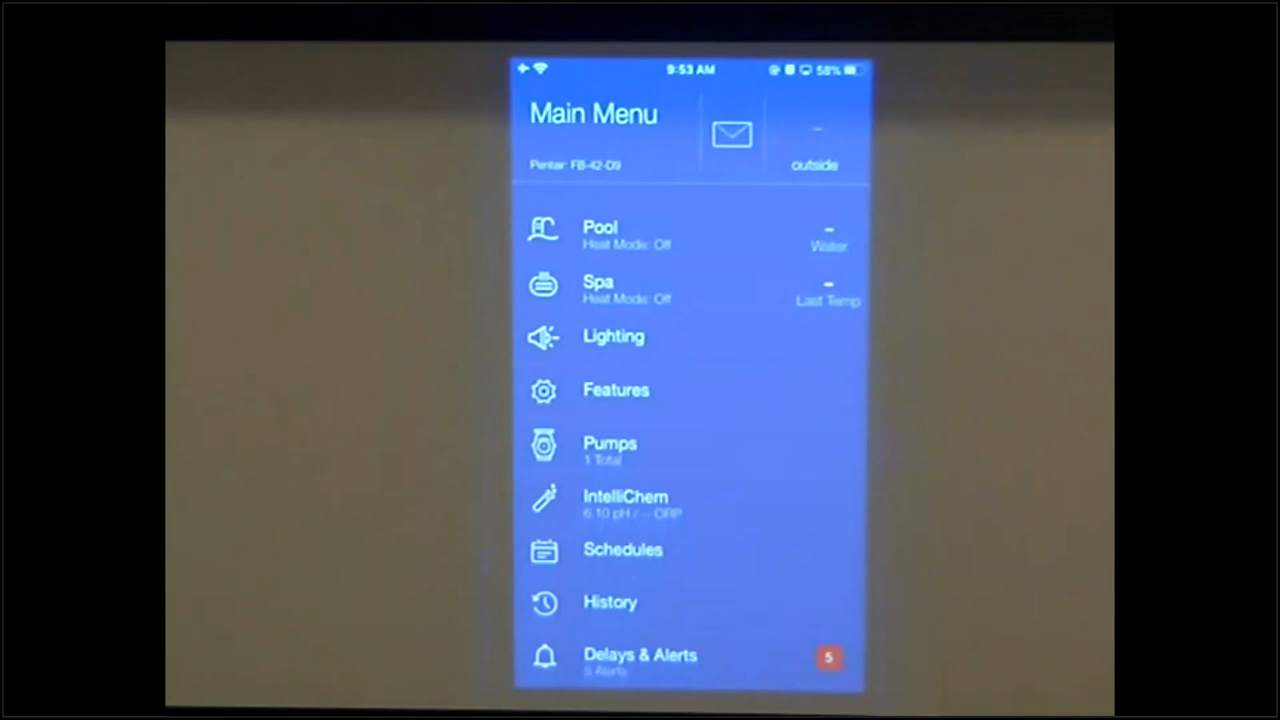 9:53 AM
58%
Main Menu
Pentair: FB-42-D9
outside
Pool
Heat Mode: Off
Water
Spa
Heat Mode: Off
Last Temp
Lighting
Features
Pumps
1 Total
IntelliChem
6.10 pH / -- ORP
Schedules
History
Delays & Alerts
5 Alerts
5